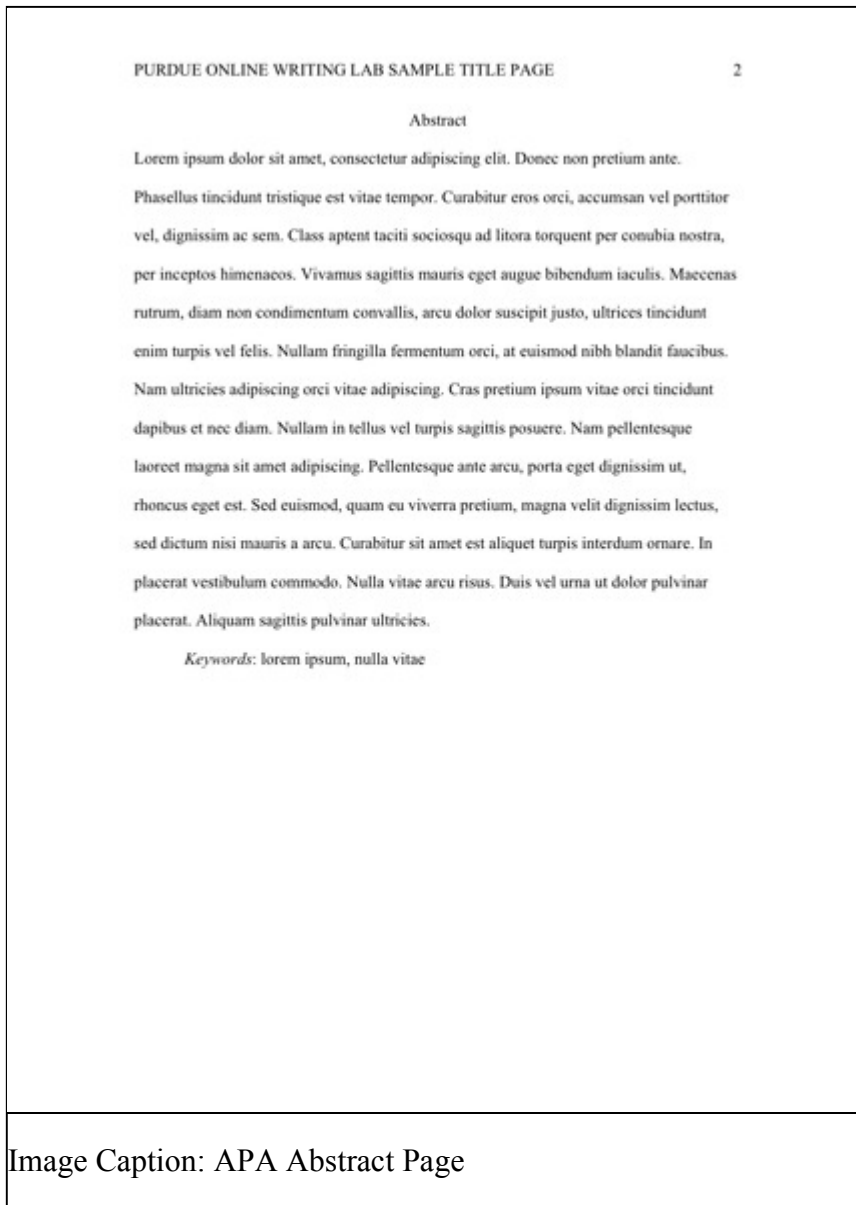 PURDUE ONLINE WRITING LAB SAMPLE TITLE PAGE 2
Abstract
Lorem ipsum dolor sit amet, consectetur adipiscing elit. Donec non pretium ante.
Phasellus tincidunt tristique est vitae tempor. Curabitur eros orci, accumsan vel porttitor
vel, dignissim ac sem. Class aptent taciti sociosqu ad litora torquent per conubia nostra,
per inceptos himenaeos. Vivamus sagittis mauris eget augue bibendum iaculis. Maecenas
rutrum, diam non condimentum convallis, arcu dolor suscipit justo, ultrices tincidunt
enim turpis vel felis. Nullam fringilla fermentum orci, at euismod nibh blandit faucibus.
Nam ultricies adipiscing orci vitae adipiscing. Cras pretium ipsum vitae orci tincidunt
dapibus et nec diam. Nullam in tellus vel turpis sagittis posuere. Nam pellentesque
laoreet magna sit amet adipiscing. Pellentesque ante arcu, porta eget dignissim ut,
rhoncus eget est. Sed euismod, quam eu viverra pretium, magna velit dignissim lectus,
sed dictum nisi mauris a arcu. Curabitur sit amet est aliquet turpis interdum ornare. In
placerat vestibulum commodo. Nulla vitae arcu risus. Duis vel urna ut dolor pulvinar
placerat. Aliquam sagittis pulvinar ultricies.
Keywords: lorem ipsum, nulla vitae
Image Caption: APA Abstract Page